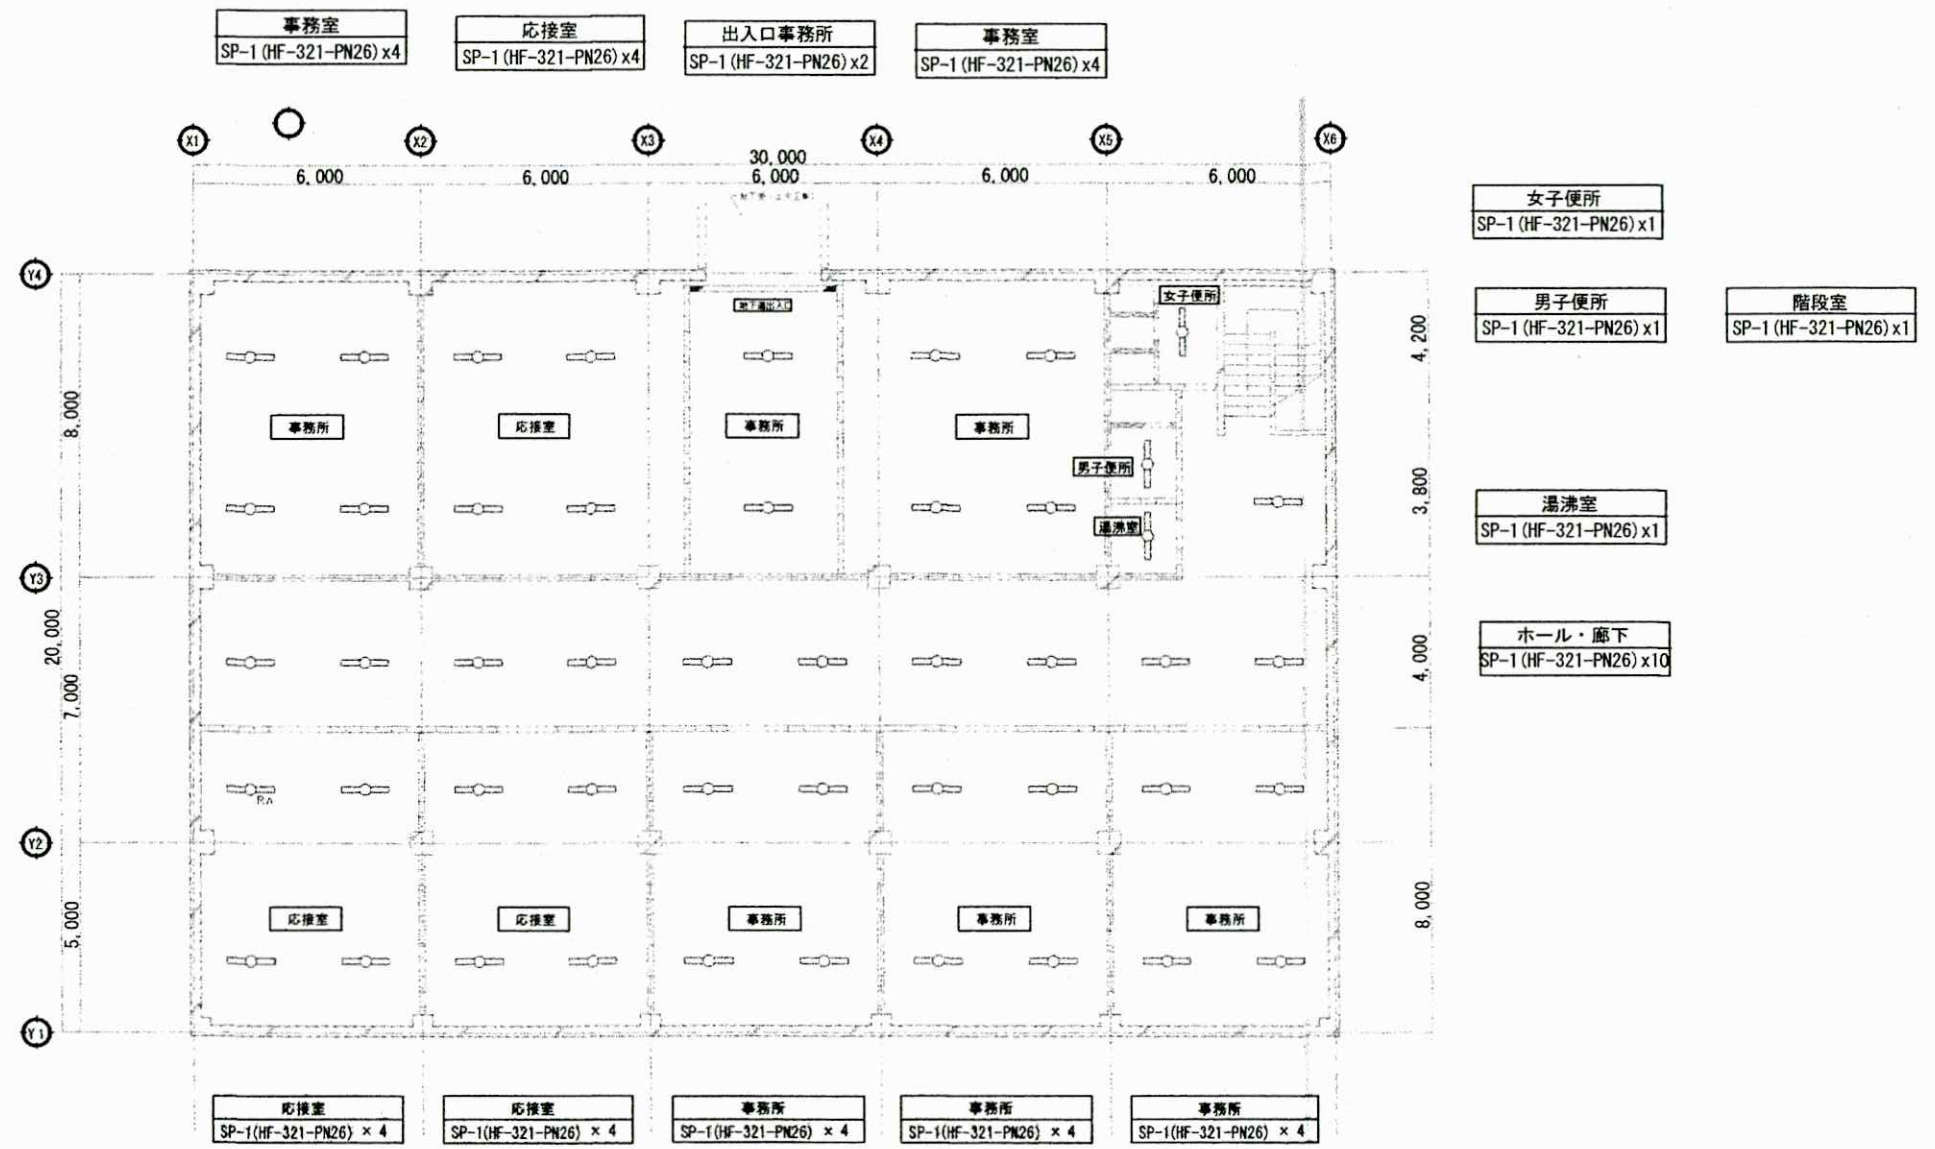 事務室
SP-1(HF-321-PN26)x4
応接室
SP-1(HF-321-PN26)x4
出入口事務所
SP-1(HF-321-PN26)x2
事務室
SP-1(HF-321-PN26)x4
X1
X2
X3
X4
X5
X6
30,000
6,000
6,000
6,000
6,000
6,000
女子便所
SP-1(HF-321-PN26)x1
男子便所
SP-1(HF-321-PN26)x1
階段室
SP-1(HF-321-PN26)x1
湯沸室
SP-1(HF-321-PN26)x1
ホール・廊下
SP-1(HF-321-PN26)x10
Y4
Y3
Y2
Y1
8,000
20,000
7,000
5,000
4,200
3,800
4,000
8,000
女子便所
事務所
応接室
事務所
事務所
男子便所
湯沸室
RA
応接室
応接室
事務所
事務所
事務所
応接室
SP-1(HF-321-PN26) × 4
応接室
SP-1(HF-321-PN26) × 4
事務所
SP-1(HF-321-PN26) × 4
事務所
SP-1(HF-321-PN26) × 4
事務所
SP-1(HF-321-PN26) × 4